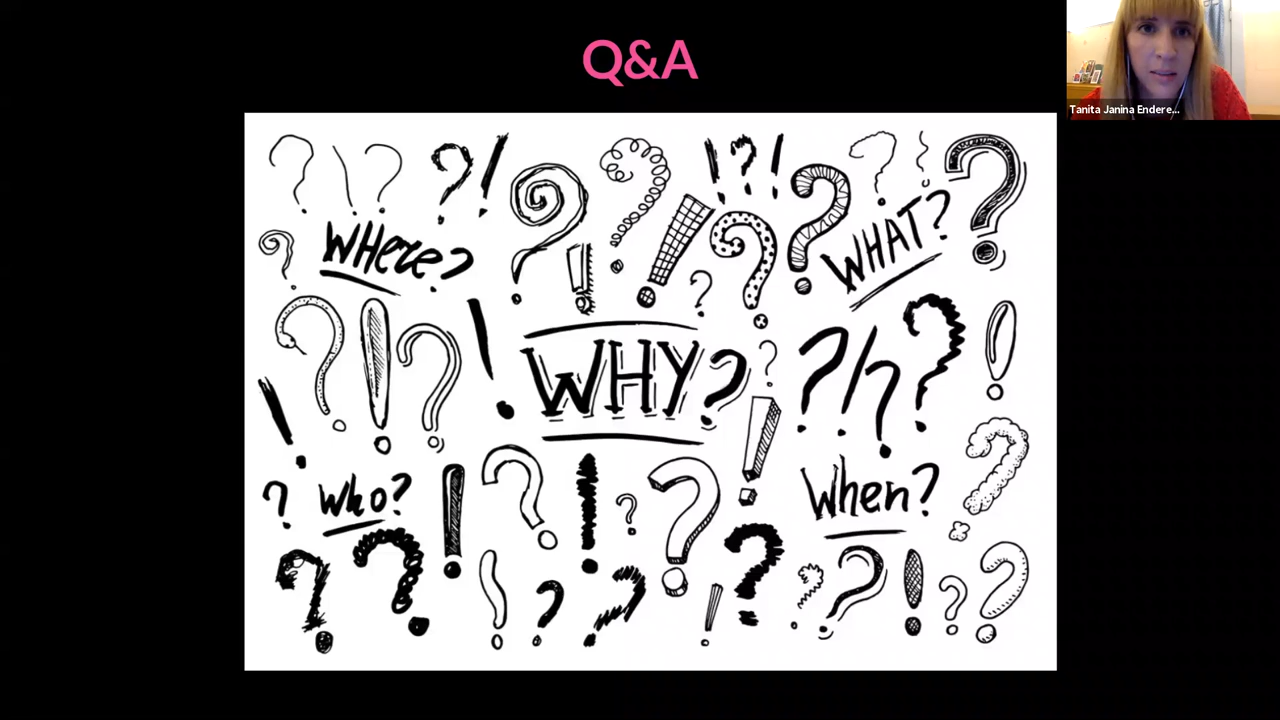 Q&A
Tanita Janina Endere...
WHere?
WHAT?
WHY?
Who?
When?